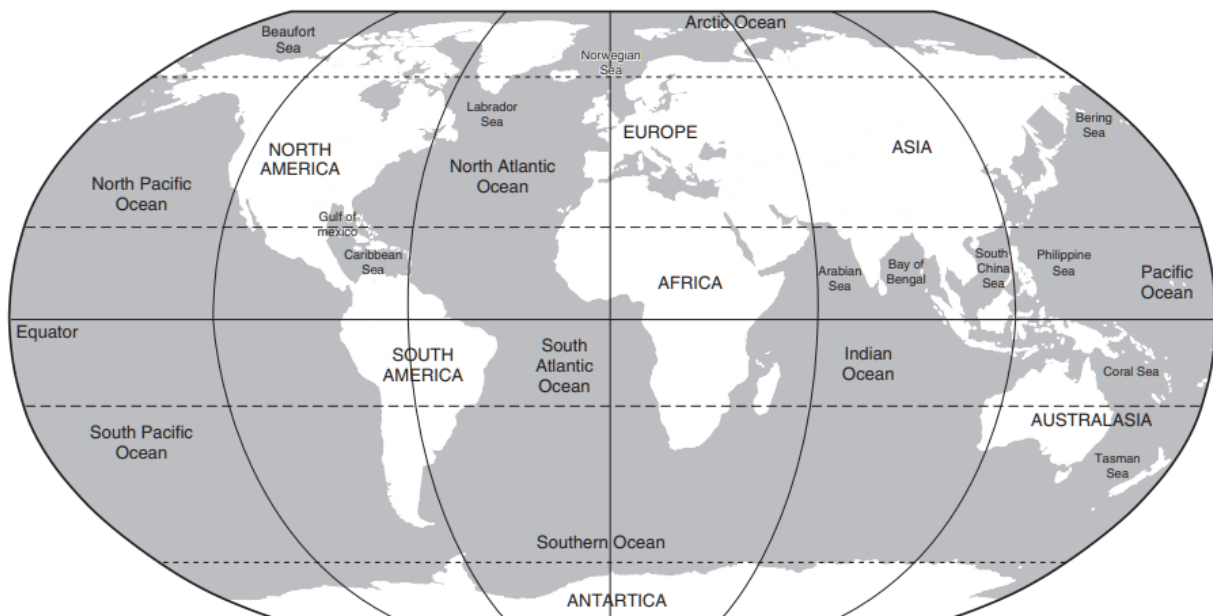 Arctic Ocean
Beaufort
Sea
Norwegian
Sea
Labrador
Sea
Bering
Sea
EUROPE
ASIA
NORTH
AMERICA
North Atlantic
Ocean
North Pacific
Ocean
Gulf of
mexico
Caribbean
Sea
AFRICA
Arabian
Sea
Bay of
Bengal
South
China
Sea
Philippine
Sea
Pacific
Ocean
Equator
SOUTH
AMERICA
South
Atlantic
Ocean
Indian
Ocean
Coral Sea
AUSTRALASIA
South Pacific
Ocean
Tasman
Sea
Southern Ocean
ANTARTICA